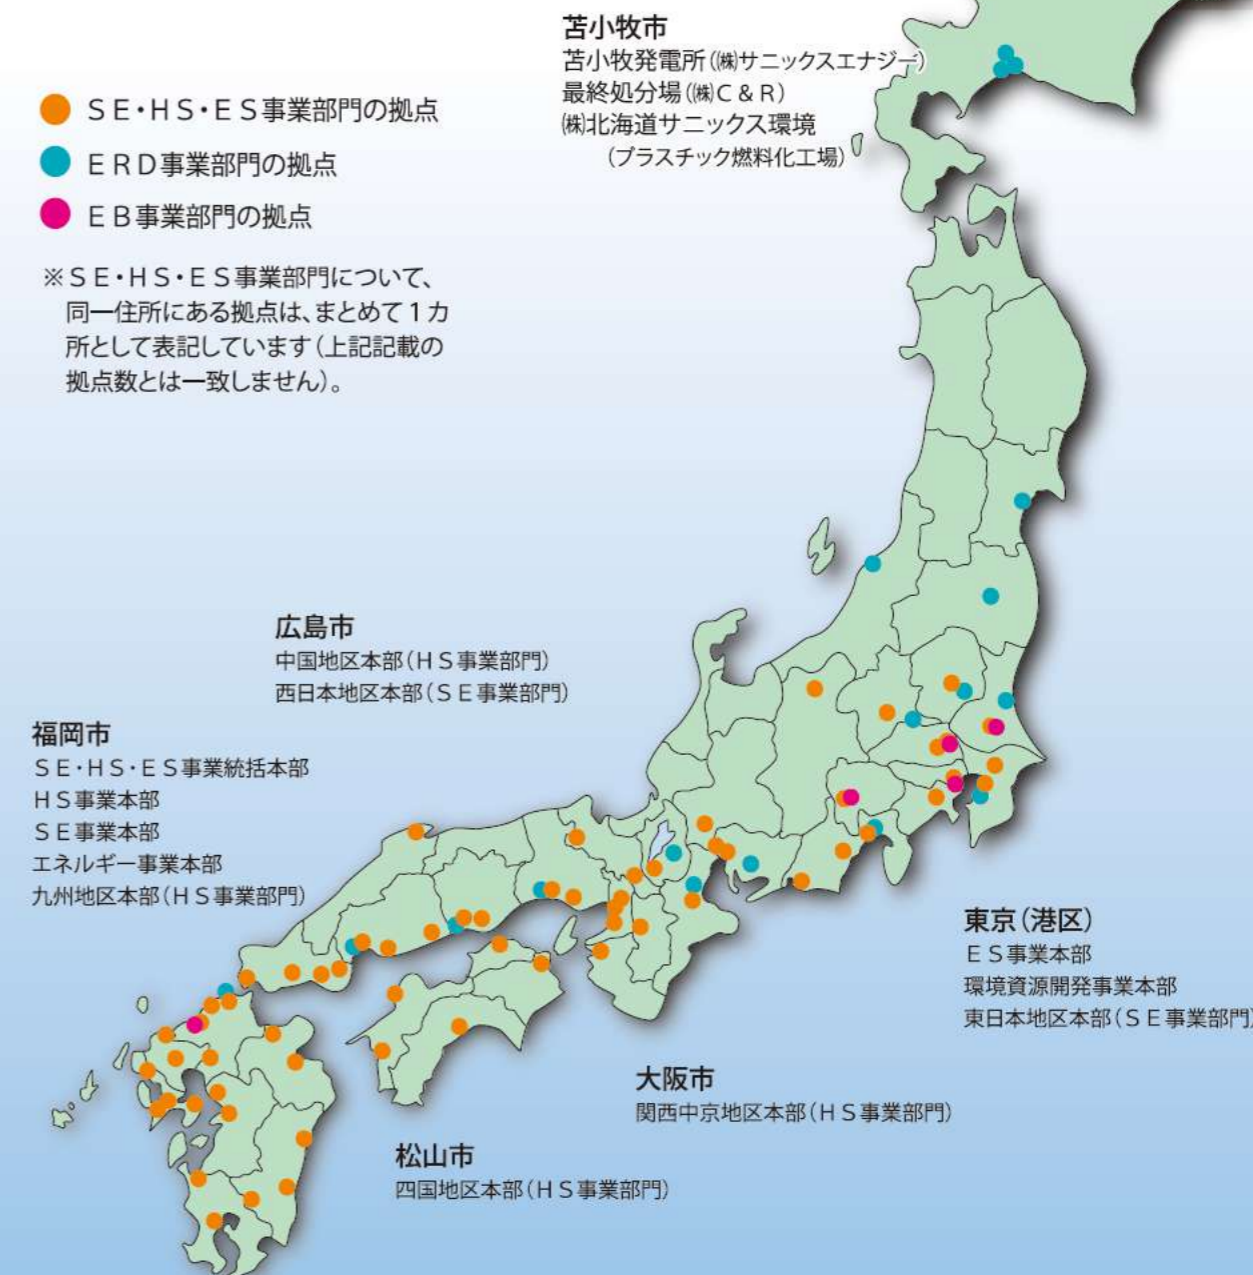 苫小牧市
苫小牧発電所（㈱サニックスエナジー）
最終処分場（㈱C＆R）
㈱北海道サニックス環境
（プラスチック燃料化工場）
ＳＥ・ＨＳ・ＥＳ事業部門の拠点
ＥＲＤ事業部門の拠点
ＥＢ事業部門の拠点
※ＳＥ・ＨＳ・ＥＳ事業部門について、
同一住所にある拠点は、まとめて１カ
所として表記しています（上記記載の
拠点数とは一致しません）。
広島市
中国地区本部（ＨＳ事業部門）
西日本地区本部（ＳＥ事業部門）
福岡市
ＳＥ・ＨＳ・ＥＳ事業統括本部
ＨＳ事業本部
ＳＥ事業本部
エネルギー事業本部
九州地区本部（ＨＳ事業部門）
東京（港区）
ＥＳ事業本部
環境資源開発事業本部
東日本地区本部（ＳＥ事業部門）
大阪市
関西中京地区本部（ＨＳ事業部門）
松山市
四国地区本部（ＨＳ事業部門）